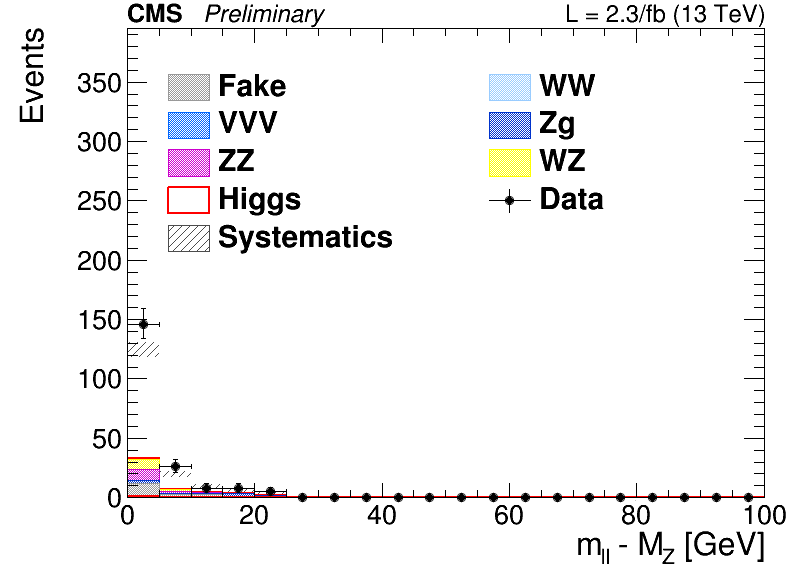 CMS Preliminary L = 2.3/fb (13 TeV)
Events
350
300
250
200
150
100
50
0
Fake WW
VVV Zg
ZZ WZ
Higgs Data
Systematics
0 20 40 60 80 100
m_ll - M_Z [GeV]